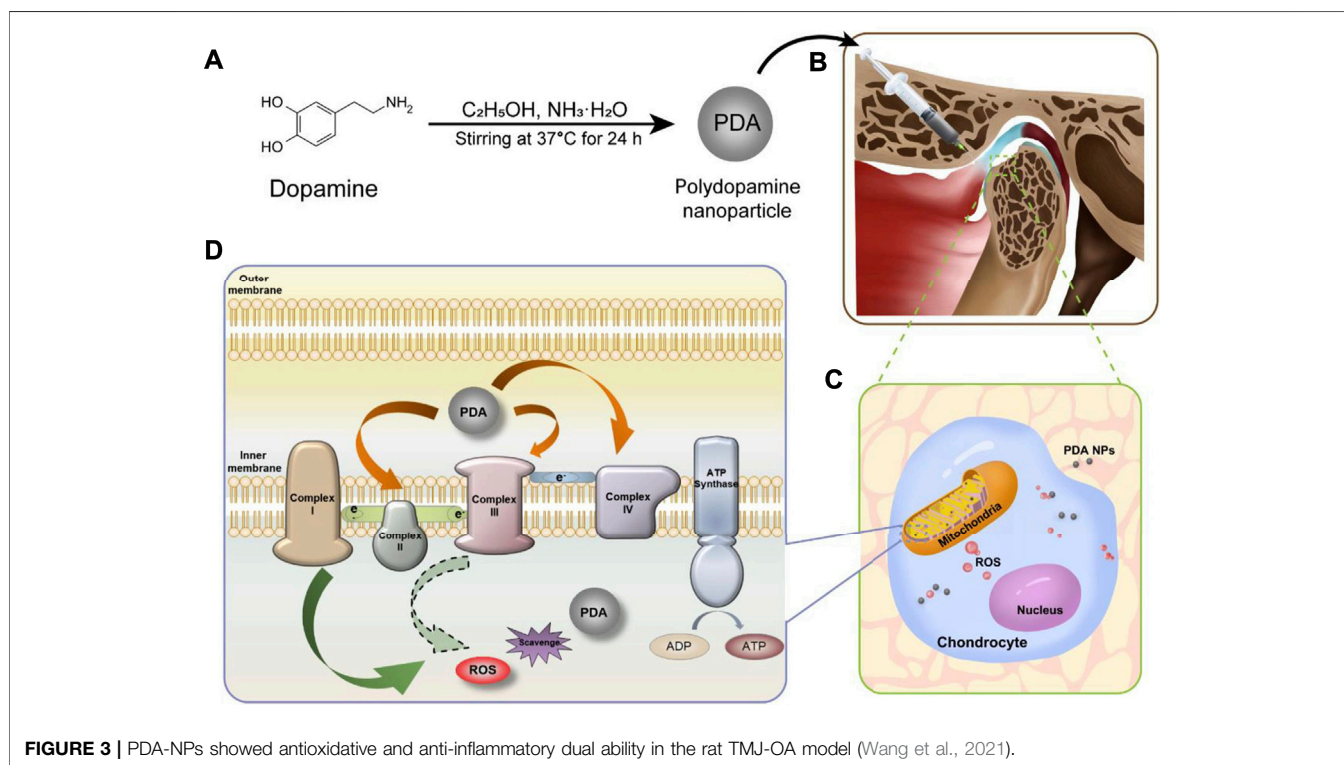 A
HO
HO
NH₂
Dopamine
C₂H₅OH, NH₃·H₂O
Stirring at 37°C for 24 h
PDA
Polydopamine
nanoparticle
B
D
Outer
membrane
PDA
Inner
membrane
Complex
I
e⁻
Complex
II
e⁻
Complex
III
e⁻
Complex
IV
ATP
Synthase
PDA
Scavenge
ROS
ADP
ATP
C
PDA NPs
Mitochondria
ROS
Nucleus
Chondrocyte
FIGURE 3 | PDA-NPs showed antioxidative and anti-inflammatory dual ability in the rat TMJ-OA model (Wang et al., 2021).